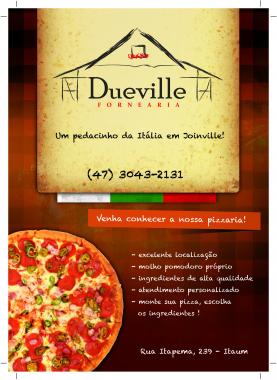 Dueville
FORNEARIA
Um pedacinho da Itália em Joinville!
(47) 3043-2131
Venha conhecer a nossa pizzaria!
- excelente localização
- molho pomodoro próprio
- ingredientes de alta qualidade
- atendimento personalizado
- monte sua pizza, escolha
os ingredientes !
Rua Itapema, 239 - Itaum